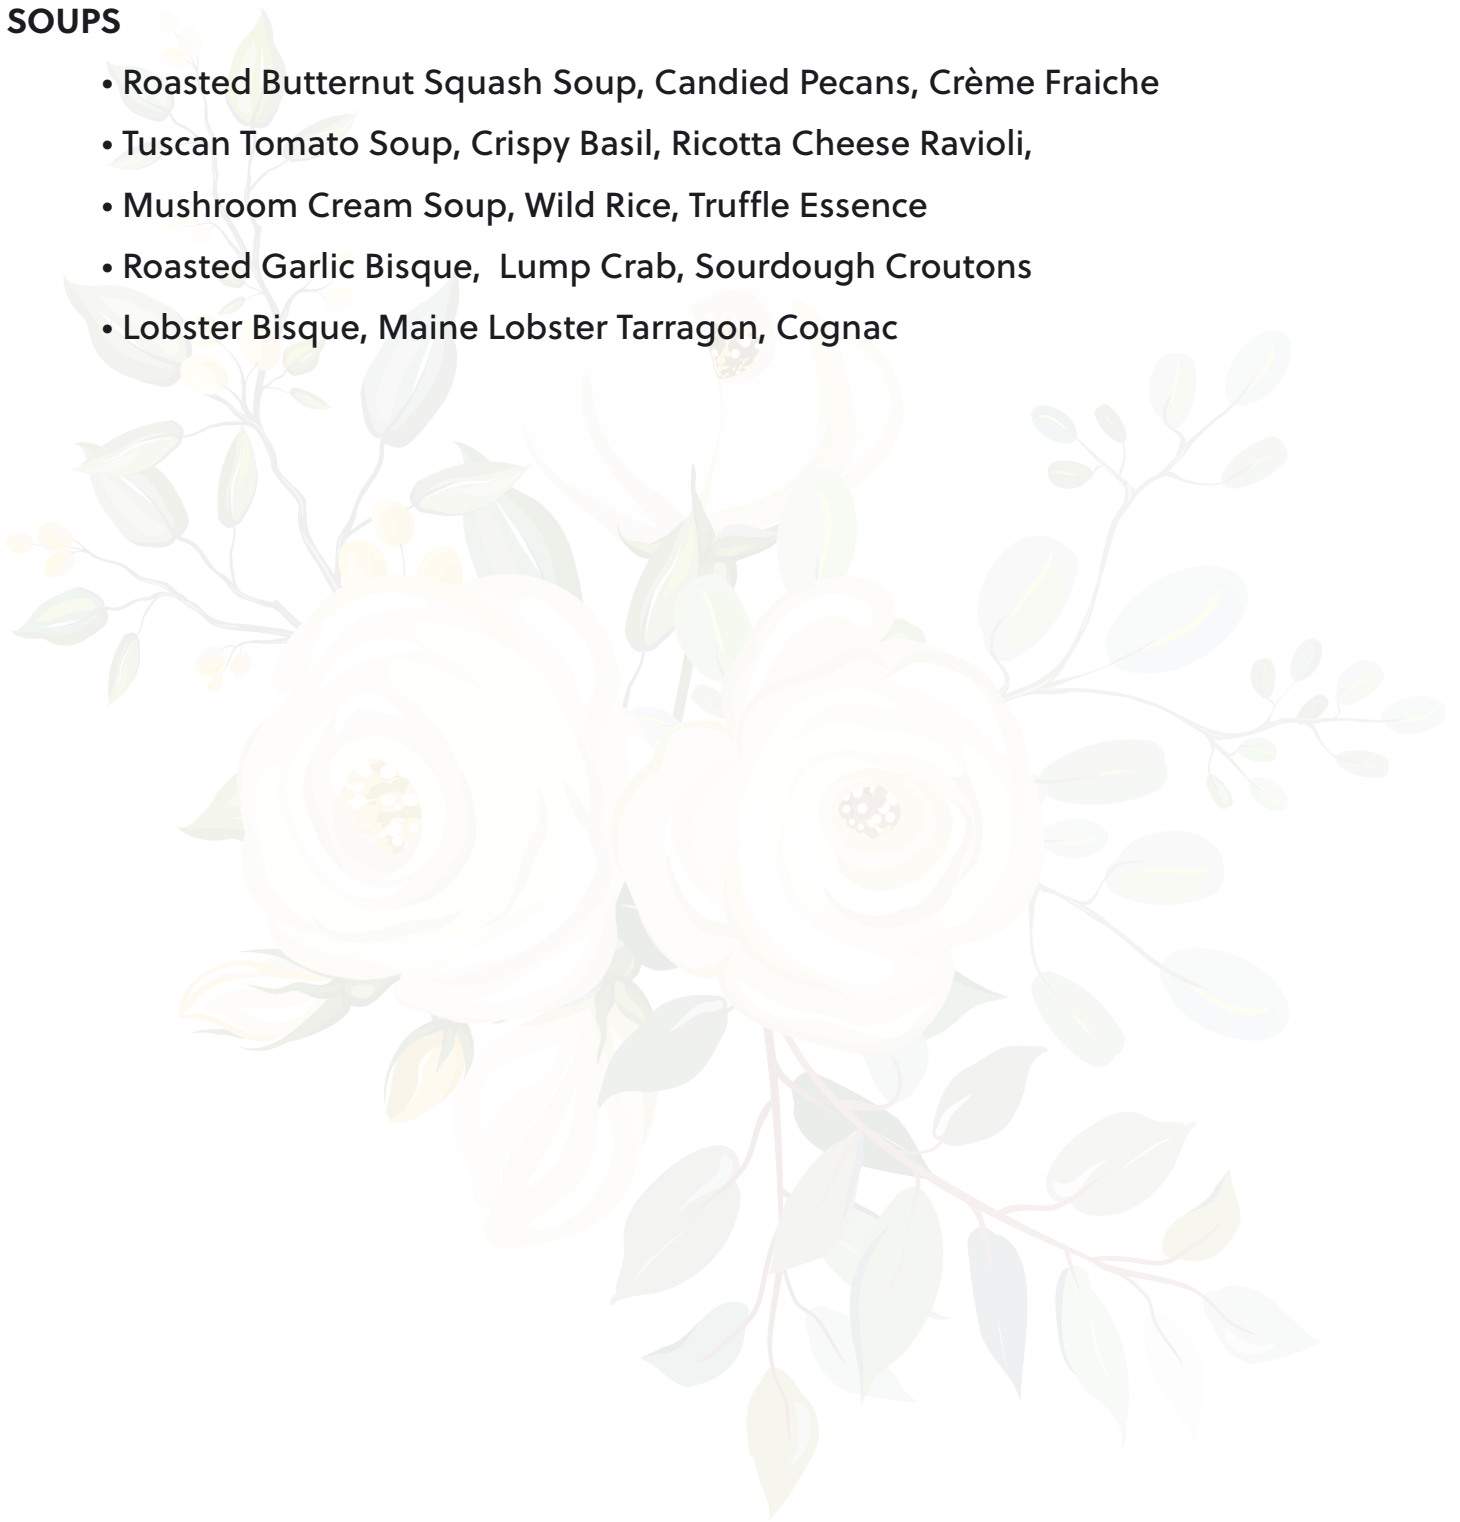 SOUPS
• Roasted Butternut Squash Soup, Candied Pecans, Crème Fraiche
• Tuscan Tomato Soup, Crispy Basil, Ricotta Cheese Ravioli,
• Mushroom Cream Soup, Wild Rice, Truffle Essence
• Roasted Garlic Bisque,  Lump Crab, Sourdough Croutons
• Lobster Bisque, Maine Lobster Tarragon, Cognac